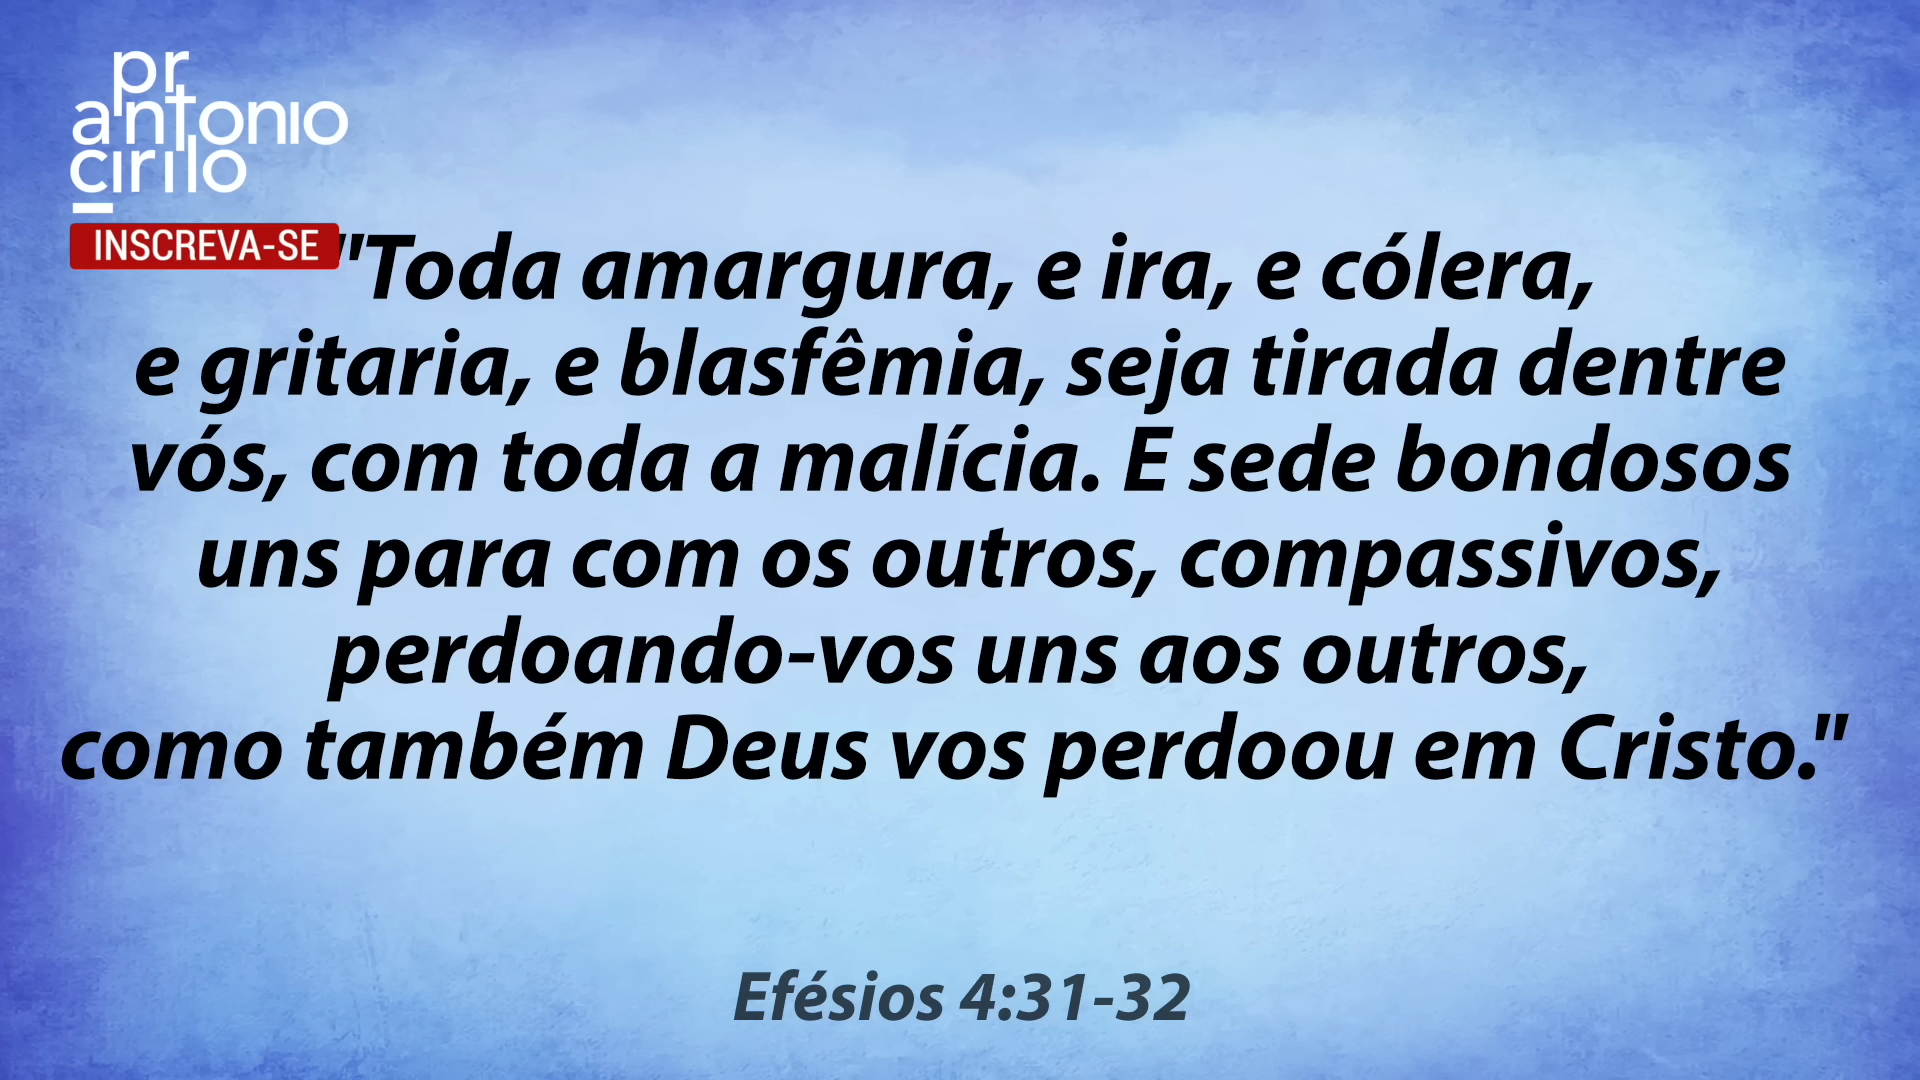 pr
antonio
cirilo
INSCREVA-SE
"Toda amargura, e ira, e cólera,
e gritaria, e blasfêmia, seja tirada dentre
vós, com toda a malícia. E sede bondosos
uns para com os outros, compassivos,
perdoando-vos uns aos outros,
como também Deus vos perdoou em Cristo."
Efésios 4:31-32